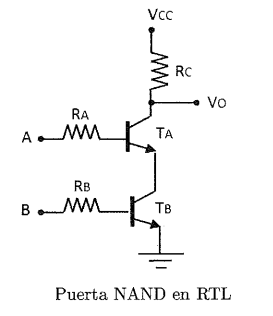 VCC
RC
VO
RA
A
TA
RB
B
TB
Puerta NAND en RTL